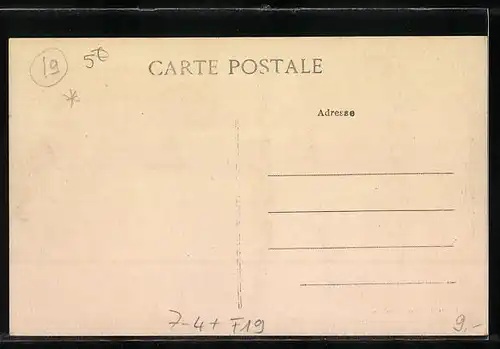 19 5€
CARTE POSTALE
*
Adresse
7-4+ F19
9,-